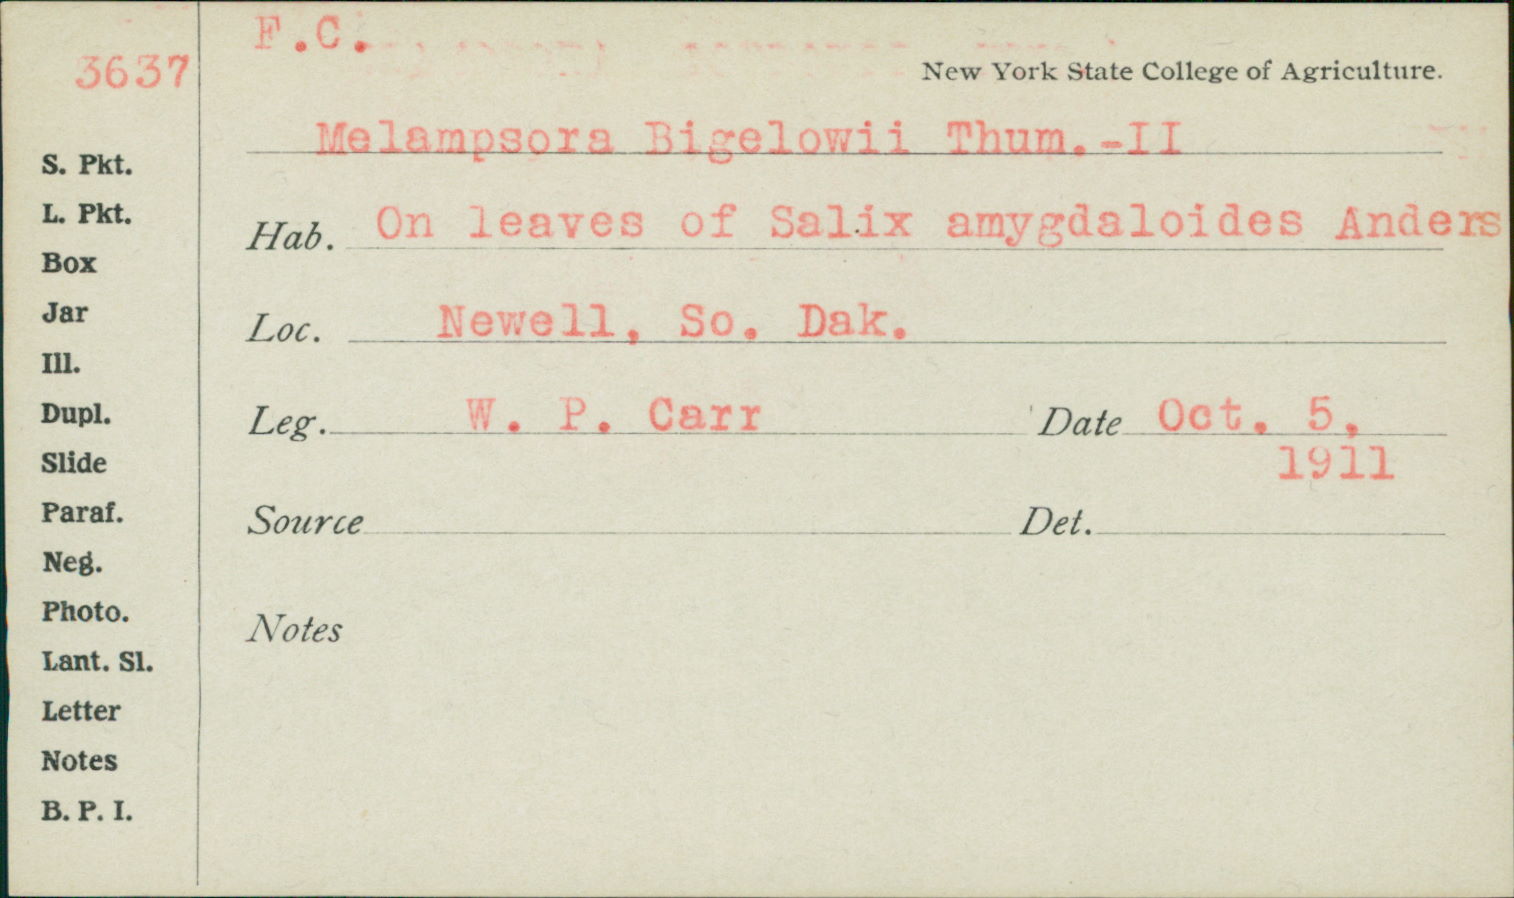 F.C.
3637
New York State College of Agriculture.
Melampsora Bigelowii Thum.-II
S. Pkt.
L. Pkt.
Hab. On leaves of Salix amygdaloides Anders
Box
Jar
Loc. Newell, So. Dak.
Ill.
Dupl.
Leg. W. P. Carr Date Oct. 5,
1911
Slide
Paraf.
Source Det.
Neg.
Photo.
Notes
Lant. Sl.
Letter
Notes
B. P. I.